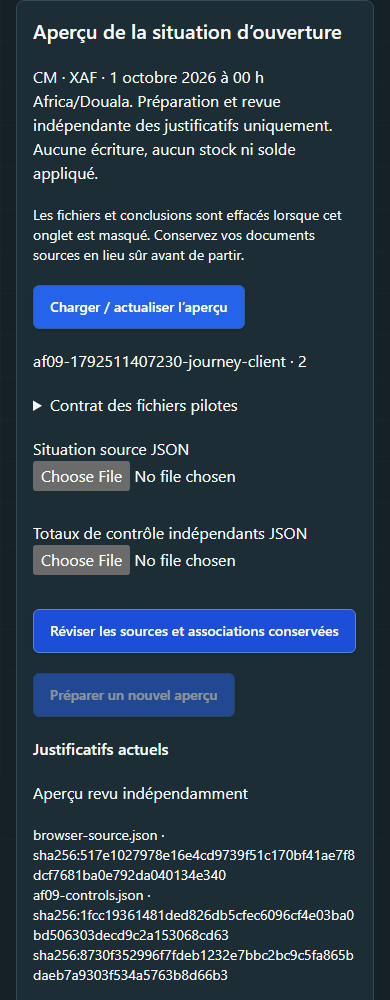 Aperçu de la situation d’ouverture
CM · XAF · 1 octobre 2026 à 00 h
Africa/Douala. Préparation et revue
indépendante des justificatifs uniquement.
Aucune écriture, aucun stock ni solde
appliqué.
Les fichiers et conclusions sont effacés lorsque cet
onglet est masqué. Conservez vos documents
sources en lieu sûr avant de partir.
Charger / actualiser l’aperçu
af09-1792511407230-journey-client · 2
Contrat des fichiers pilotes
Situation source JSON
Choose File No file chosen
Totaux de contrôle indépendants JSON
Choose File No file chosen
Réviser les sources et associations conservées
Préparer un nouvel aperçu
Justificatifs actuels
Aperçu revu indépendamment
browser-source.json ·
sha256:517e1027978e16e4cd9739f51c170bf41ae7f8
dcf7681ba0e792da040134e340
af09-controls.json ·
sha256:1fcc19361481ded826db5cfec6096cf4e03ba0
bd506303decd9c2a153068cd63
sha256:8730f352996f7fdeb1232e7bbc2bc9c5fa865b
daeb7a9303f534a5763b8d66b3